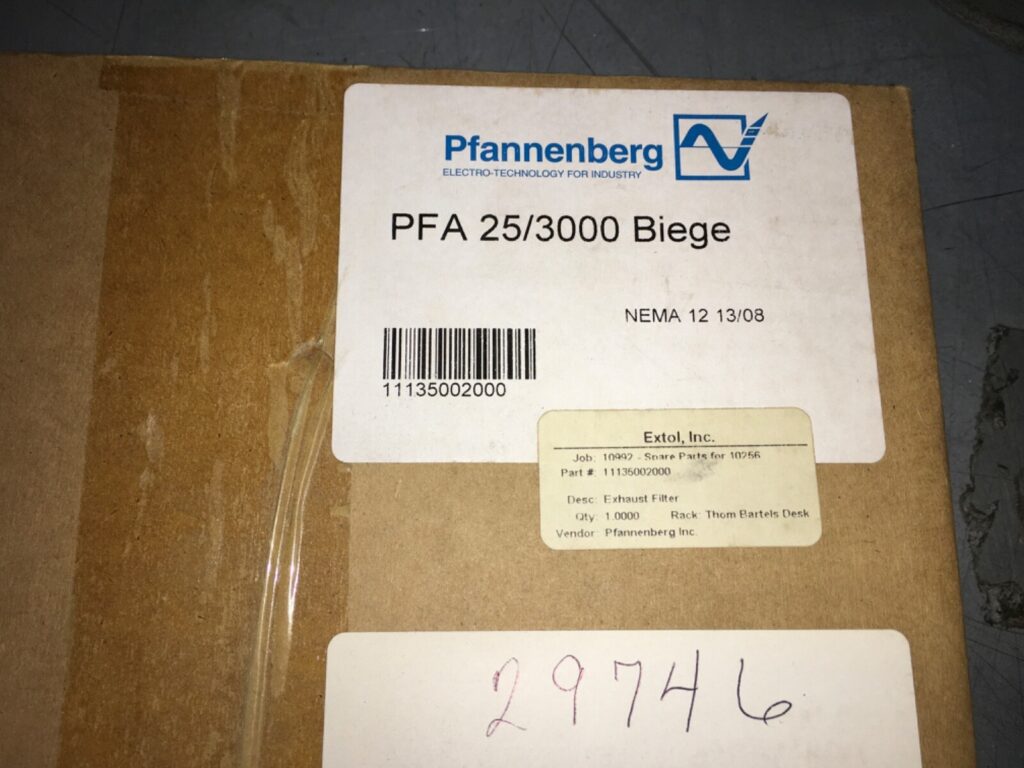 Pfannenberg
ELECTRO-TECHNOLOGY FOR INDUSTRY
PFA 25/3000 Biege
NEMA 12 13/08
11135002000
Extol, Inc.
Job: 10992 - Spare Parts for 10256
Part # 11135002000
Desc: Exhaust Filter
Qty: 1.0000 Rack: Thom Bartels Desk
Vendor: Pfannenberg Inc.
29746